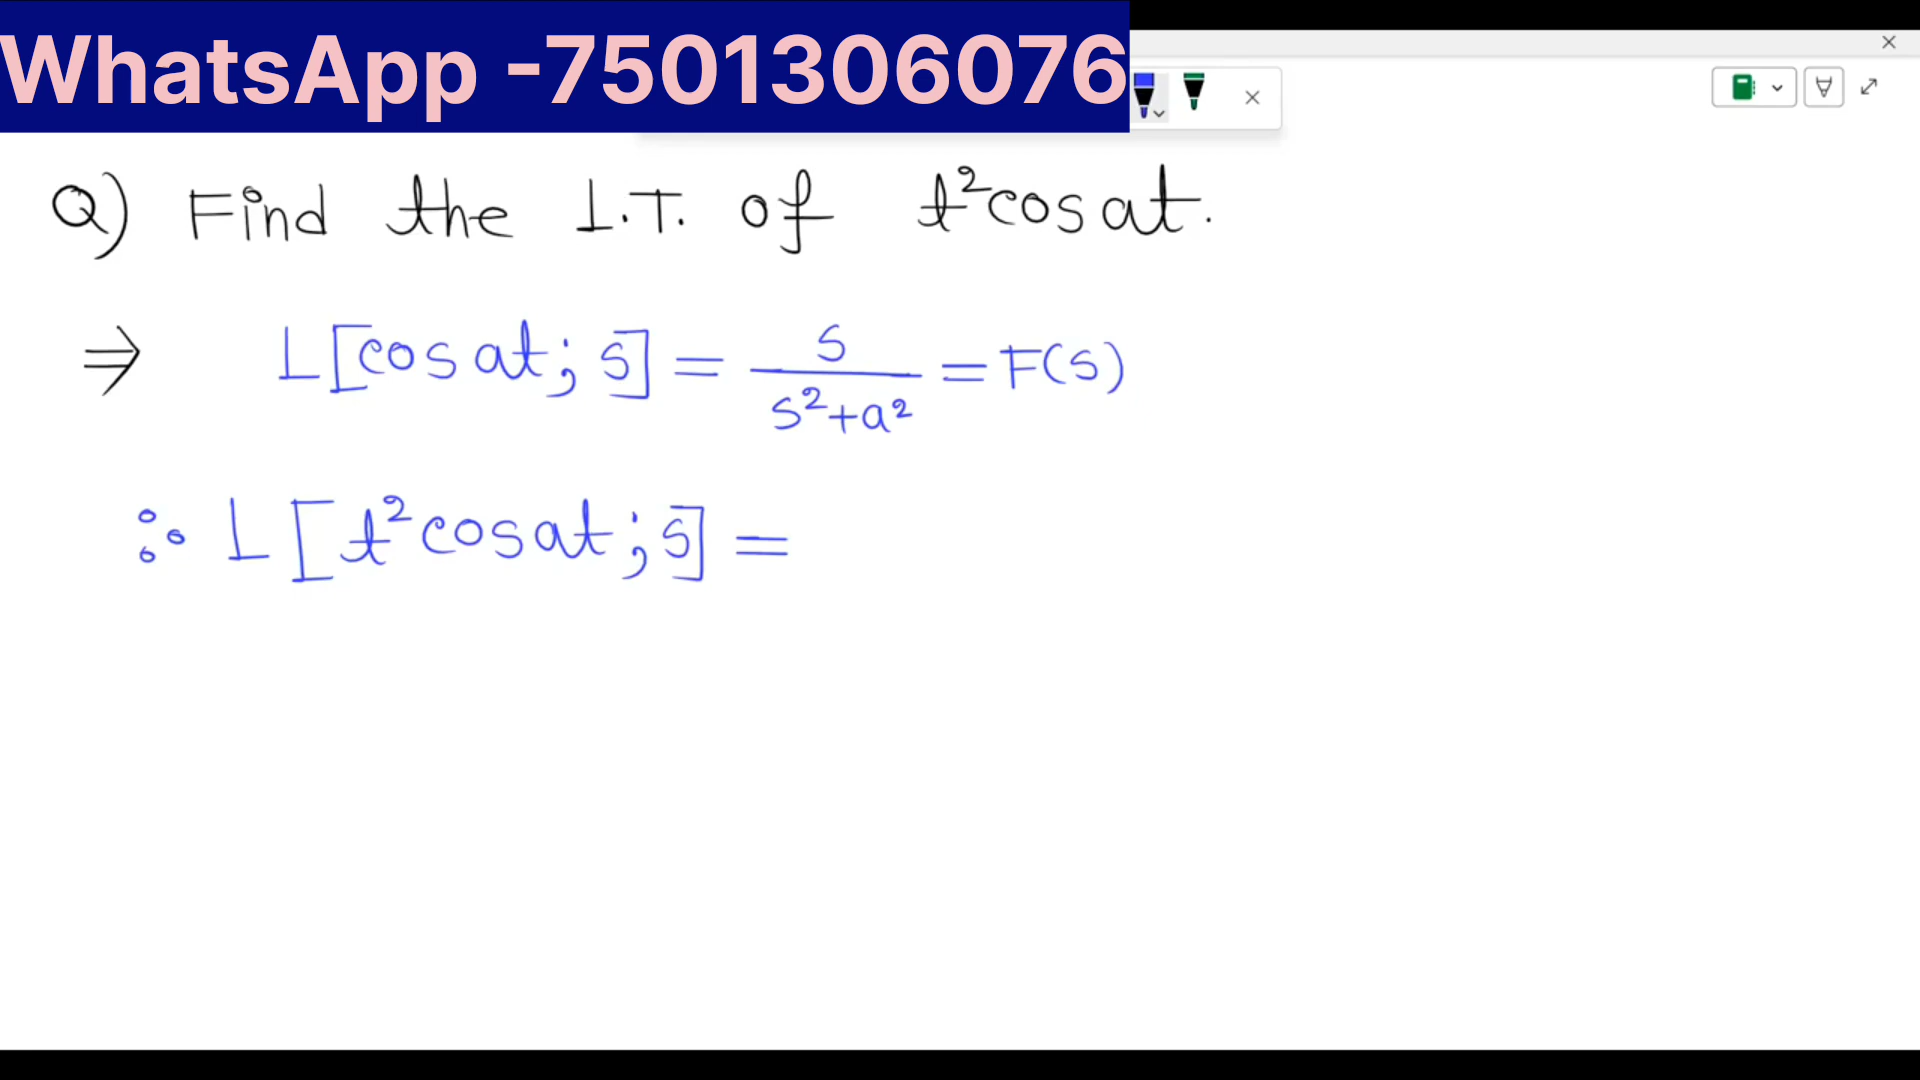 WhatsApp -7501306076
Q) Find the L.T. of t²cos at.
⇒ L[cos at; s] = s/(s²+a²) = F(s)
∴ L[t²cos at; s] =